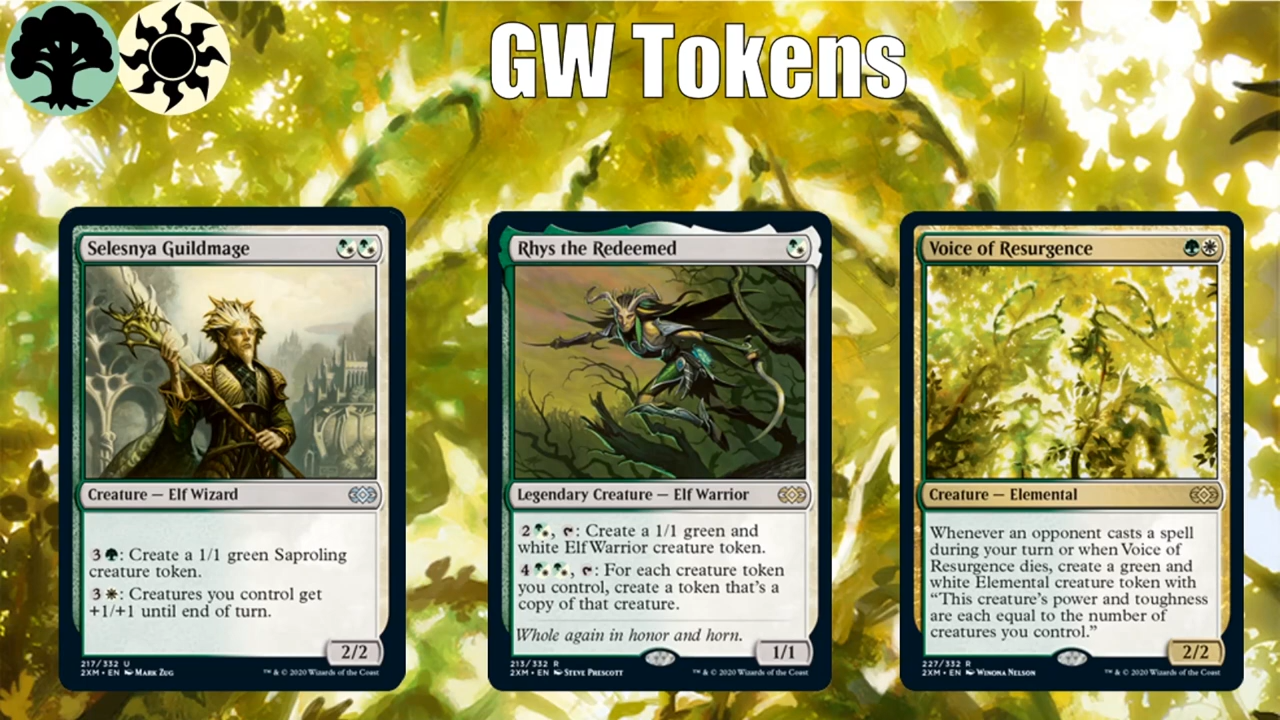 GW Tokens
Selesnya Guildmage
Creature — Elf Wizard
3 : Create a 1/1 green Saproling
creature token.
3 : Creatures you control get
+1/+1 until end of turn.
2/2
217/332 U
2XM • EN MARK ZUG
™ & © 2020 Wizards of the Coast
Rhys the Redeemed
Legendary Creature — Elf Warrior
2 , : Create a 1/1 green and
white Elf Warrior creature token.
4 , : For each creature token
you control, create a token that's a
copy of that creature.
Whole again in honor and horn.
1/1
213/332 R
2XM • EN STEVE PRESCOTT
™ & © 2020 Wizards of the Coast
Voice of Resurgence
Creature — Elemental
Whenever an opponent casts a spell
during your turn or when Voice of
Resurgence dies, create a green and
white Elemental creature token with
“This creature's power and toughness
are each equal to the number of
creatures you control.”
2/2
227/332 R
2XM • EN WINONA NELSON
™ & © 2020 Wizards of the Coast